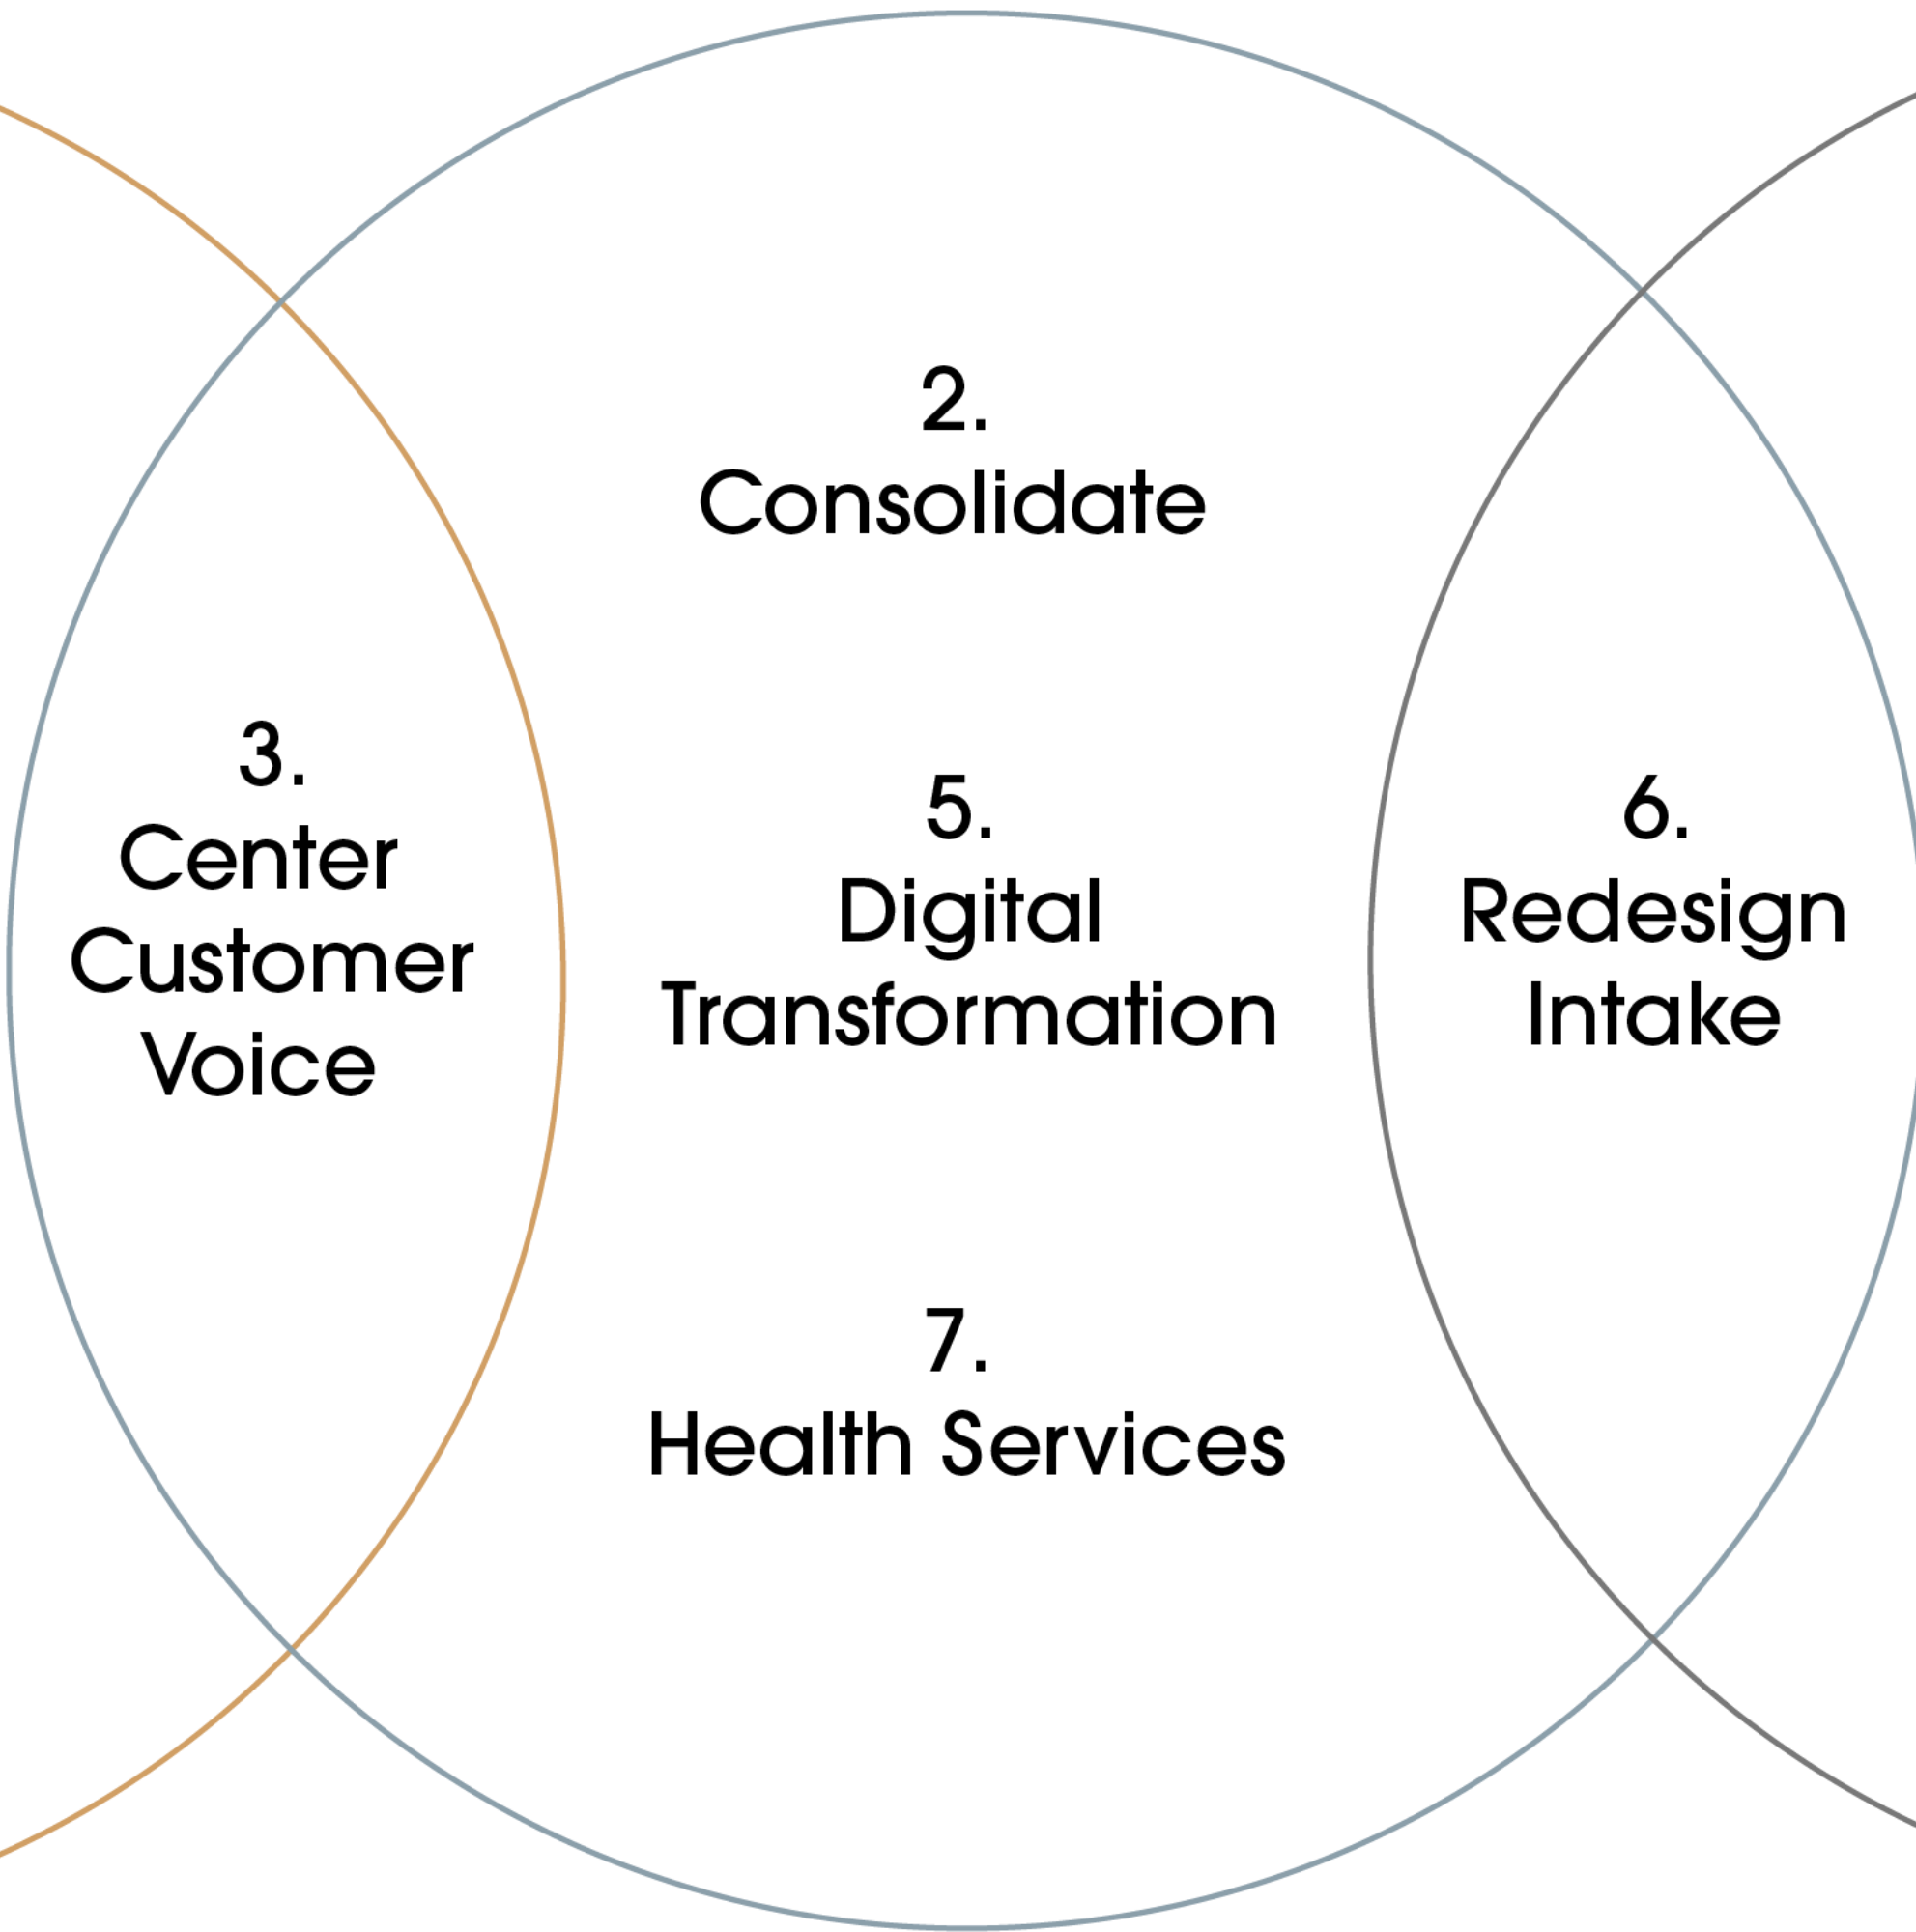 2.
Consolidate
3.
Center
Customer
Voice
5.
Digital
Transformation
6.
Redesign
Intake
7.
Health Services